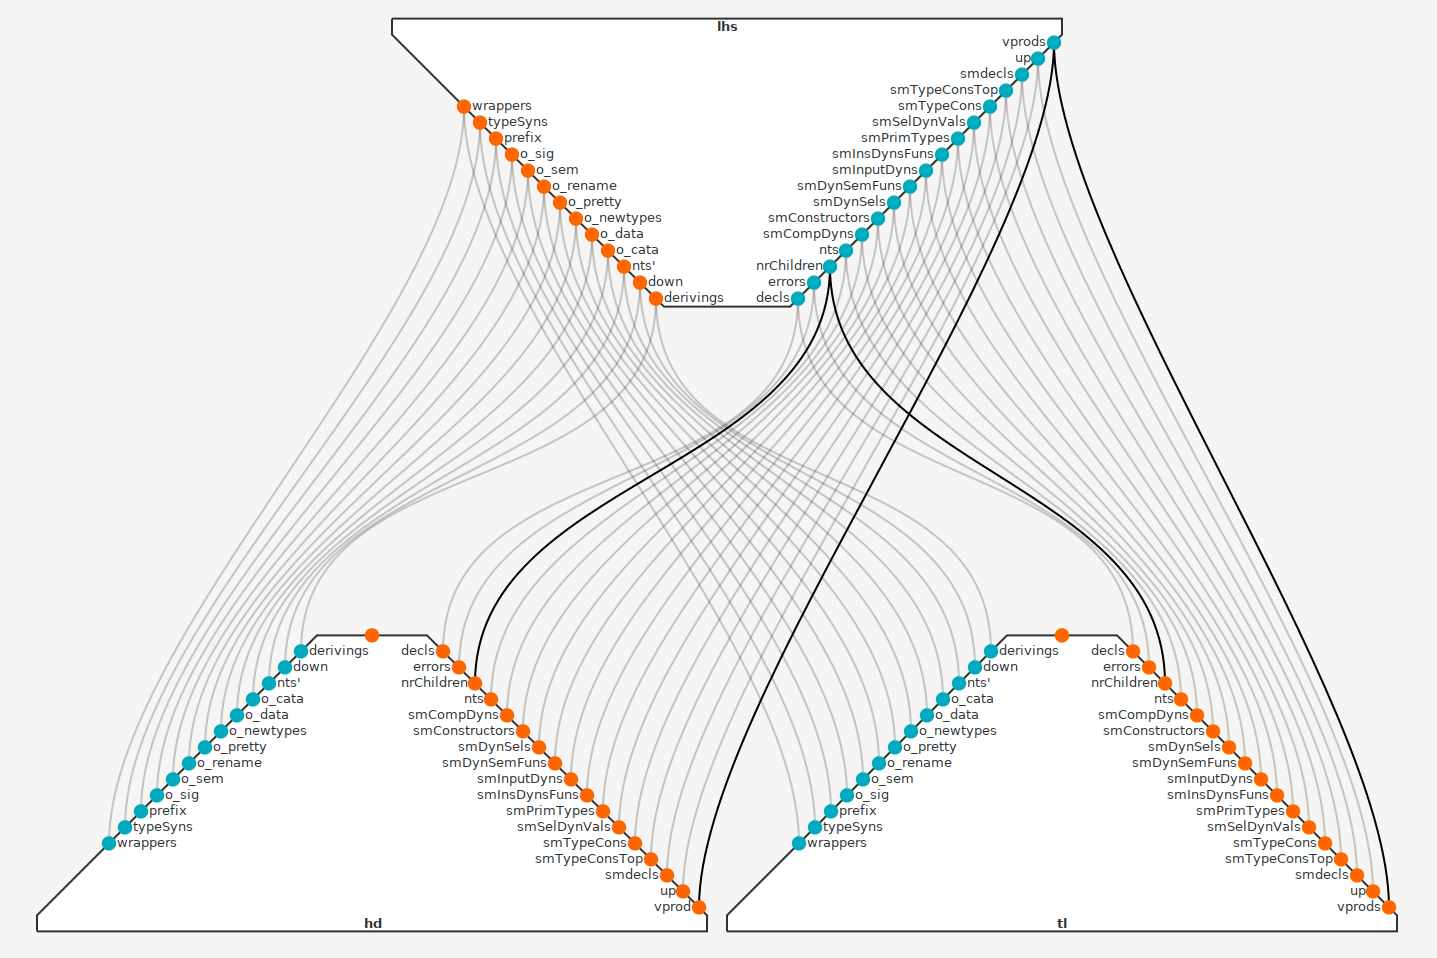 lhs
vprods
up
smdecls
smTypeConsTop
wrappers
smTypeCons
typeSyns
smSelDynVals
prefix
smPrimTypes
o_sig
smInsDynsFuns
o_sem
smInputDyns
o_rename
smDynSemFuns
o_pretty
smDynSels
o_newtypes
smConstructors
o_data
smCompDyns
o_cata
nts
nts'
nrChildren
down
errors
derivings
decls
derivings
decls
down
errors
nts'
nrChildren
o_cata
nts
o_data
smCompDyns
o_newtypes
smConstructors
o_pretty
smDynSels
o_rename
smDynSemFuns
o_sem
smInputDyns
o_sig
smInsDynsFuns
prefix
smPrimTypes
typeSyns
smSelDynVals
wrappers
smTypeCons
smTypeConsTop
smdecls
up
vprod
hd
derivings
decls
down
errors
nts'
nrChildren
o_cata
nts
o_data
smCompDyns
o_newtypes
smConstructors
o_pretty
smDynSels
o_rename
smDynSemFuns
o_sem
smInputDyns
o_sig
smInsDynsFuns
prefix
smPrimTypes
typeSyns
smSelDynVals
wrappers
smTypeCons
smTypeConsTop
smdecls
up
vprods
tl